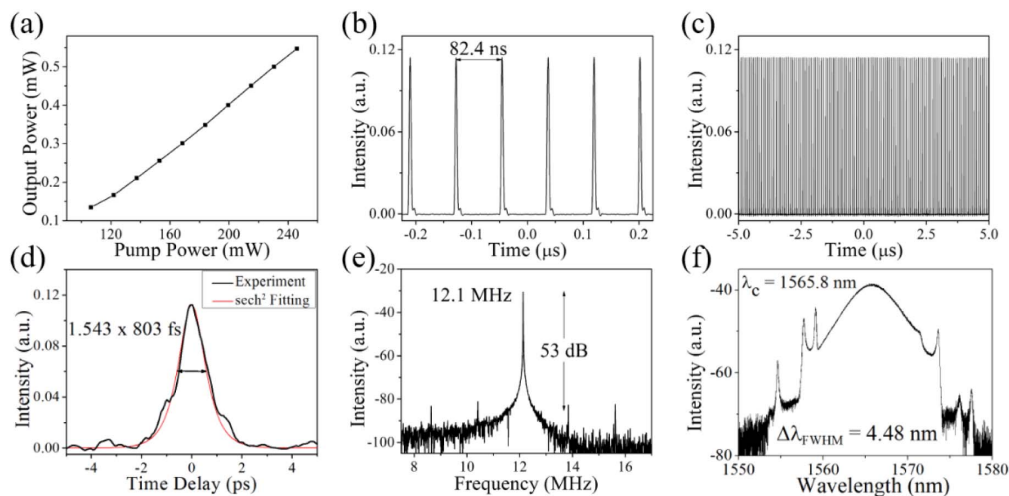 (a)
Output Power (mW)
0.5
0.4
0.3
0.2
0.1
120 160 200 240
Pump Power (mW)
(b)
Intensity (a.u.)
0.12
0.06
0.00
82.4 ns
-0.2 -0.1 0.0 0.1 0.2
Time (μs)
(c)
Intensity (a.u.)
0.12
0.06
0.00
-5.0 -2.5 0.0 2.5 5.0
Time (μs)
(d)
Intensity (a.u.)
0.12
0.08
0.04
0.00
Experiment
sech² Fitting
1.543 x 803 fs
-4 -2 0 2 4
Time Delay (ps)
(e)
Intensity (a.u.)
-20
-40
-60
-80
-100
12.1 MHz
53 dB
8 10 12 14 16
Frequency (MHz)
(f)
Intensity (a.u.)
-40
-60
-80
λc = 1565.8 nm
ΔλFWHM = 4.48 nm
1550 1560 1570 1580
Wavelength (nm)